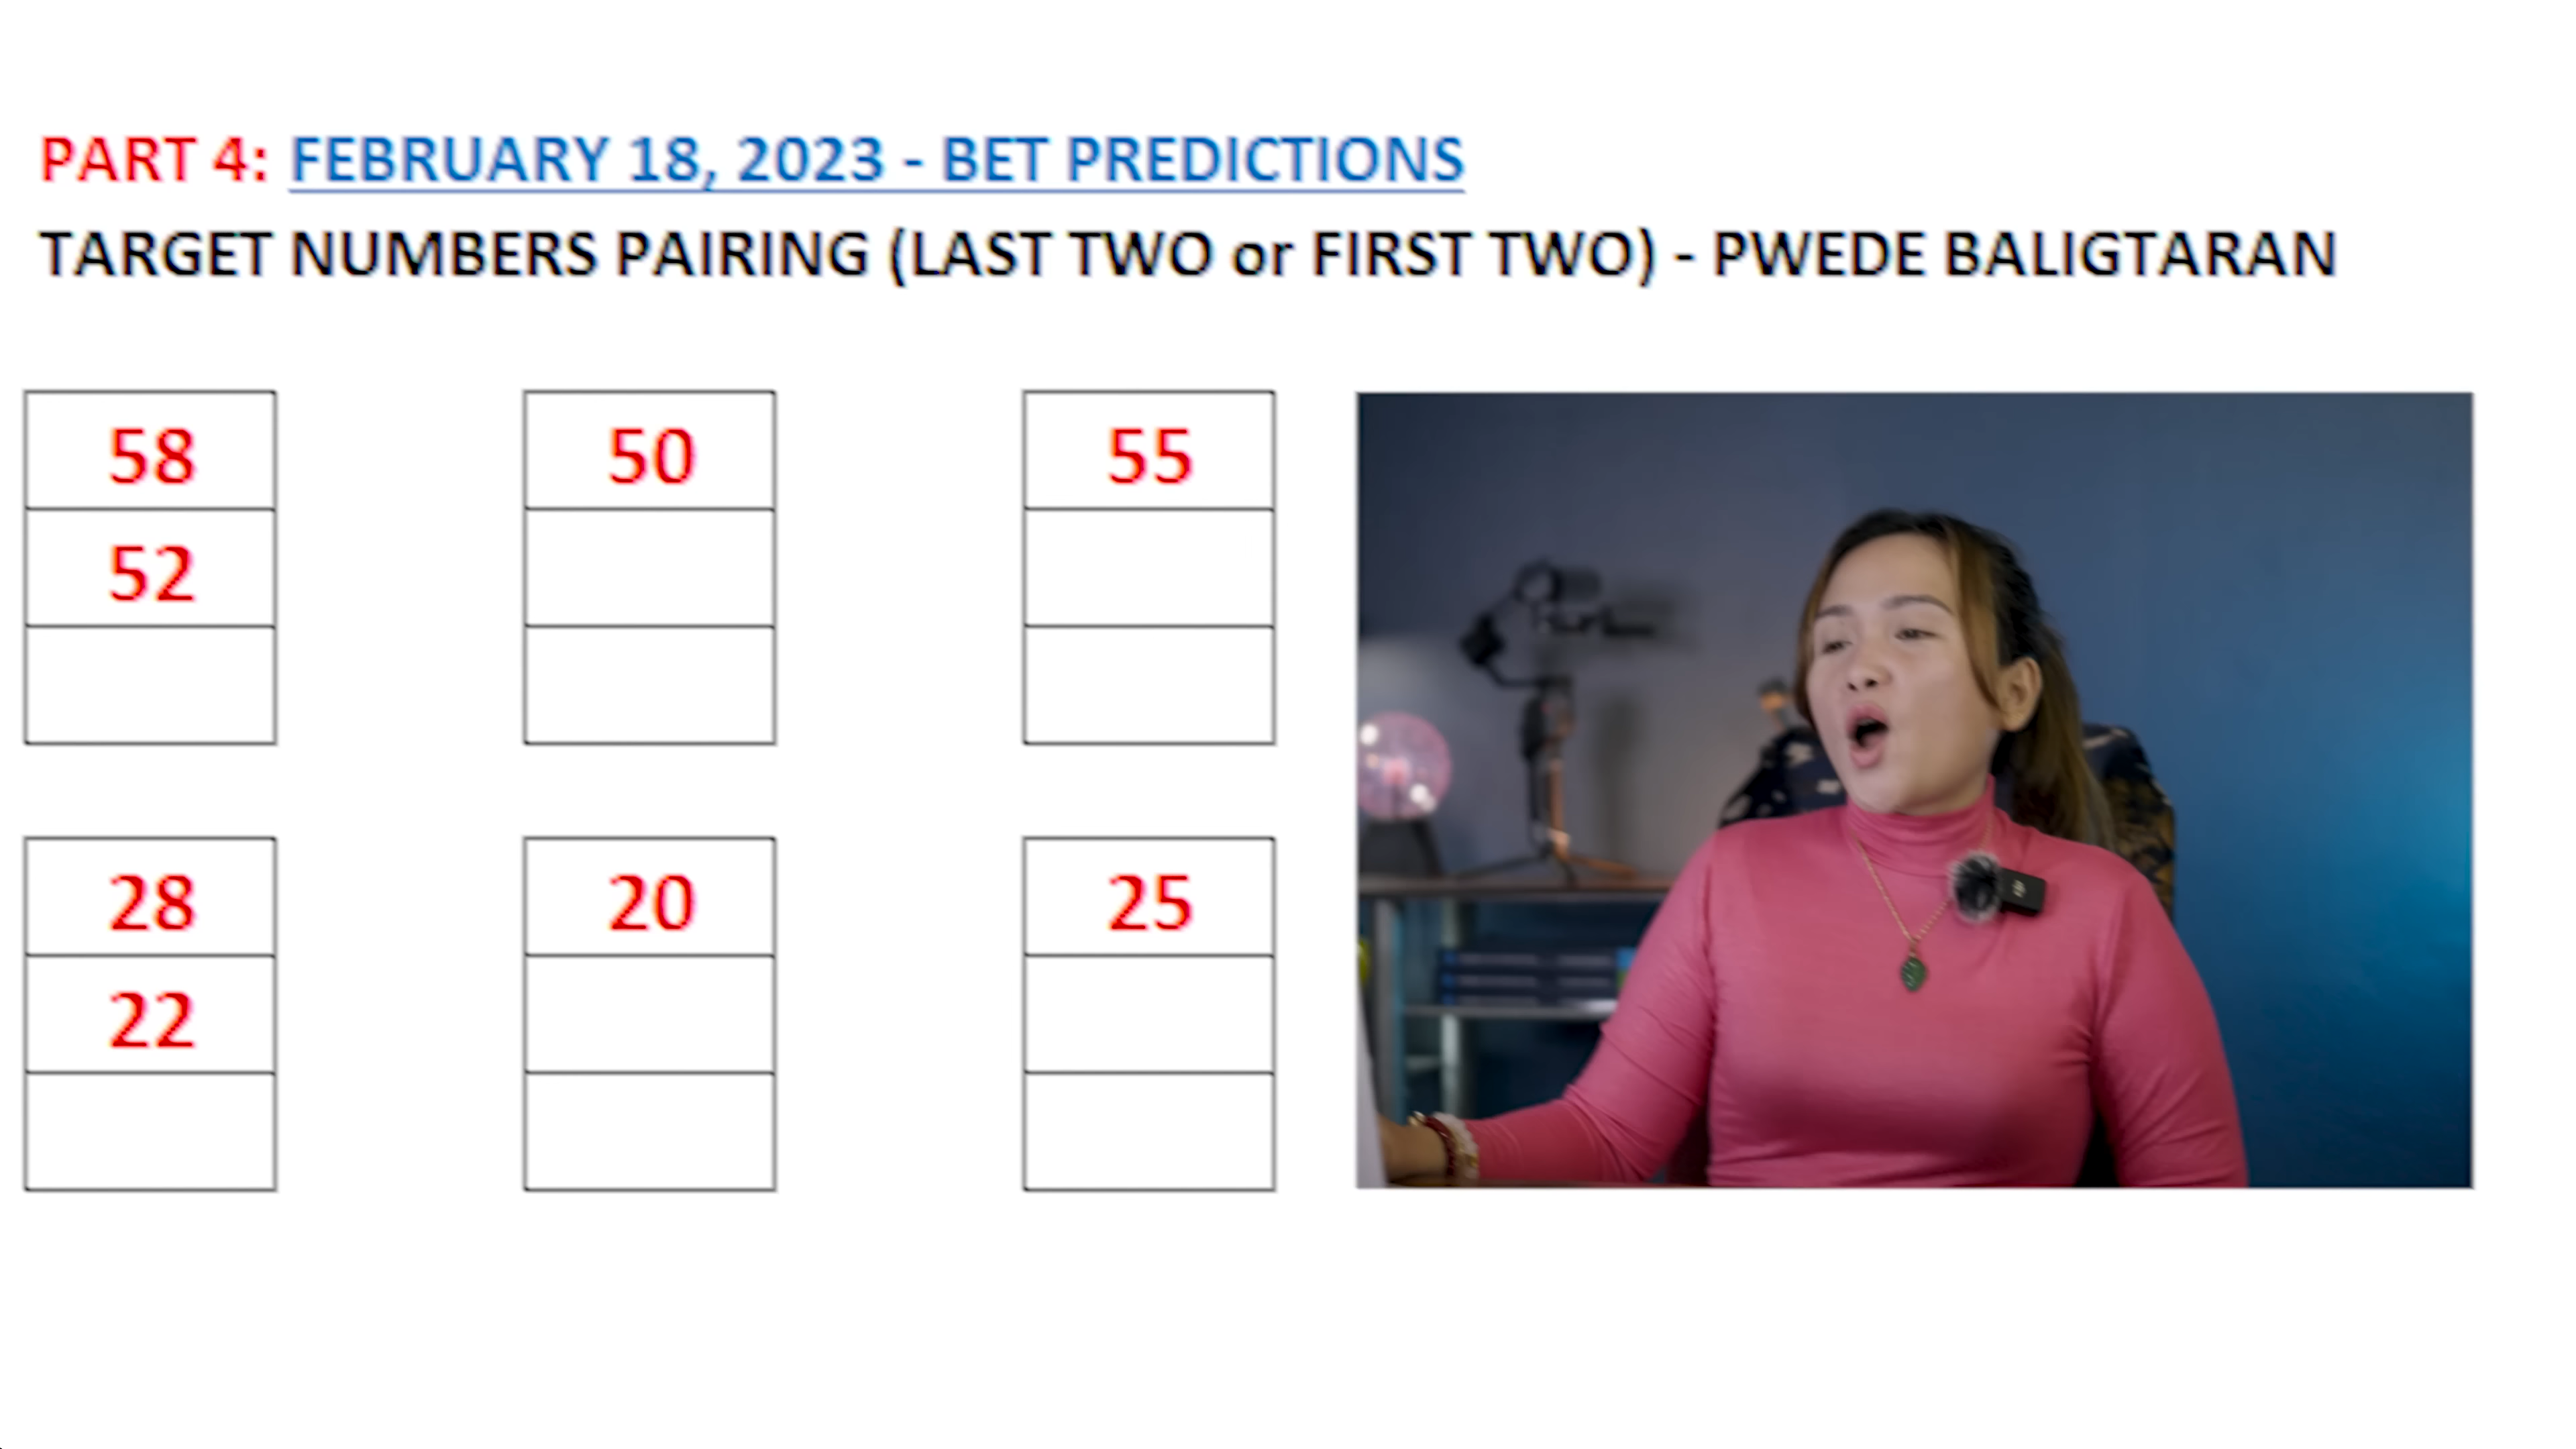 PART 4: FEBRUARY 18, 2023 - BET PREDICTIONS
TARGET NUMBERS PAIRING (LAST TWO or FIRST TWO) - PWEDE BALIGTARAN
58 50 55
52
28 20 25
22